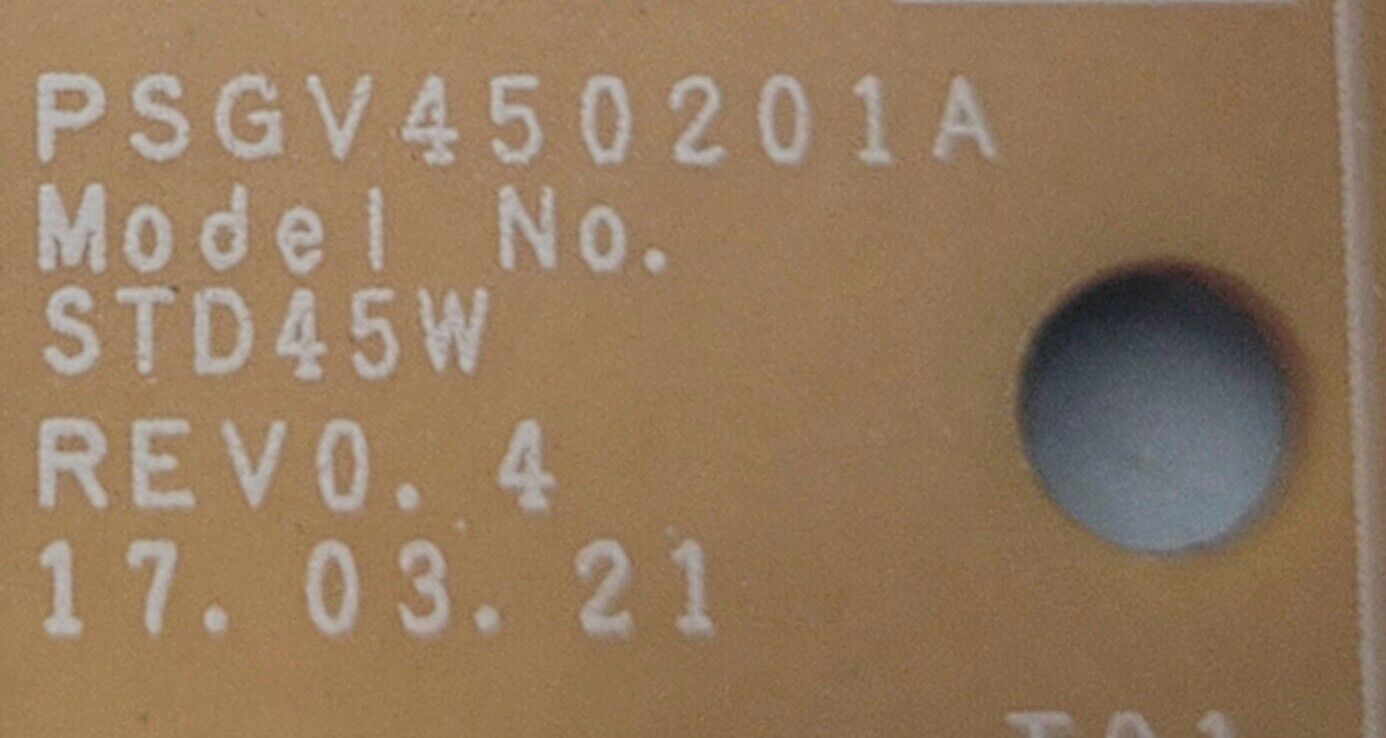 PSGV450201A
Model No.
STD45W
REV0.4
17.03.21